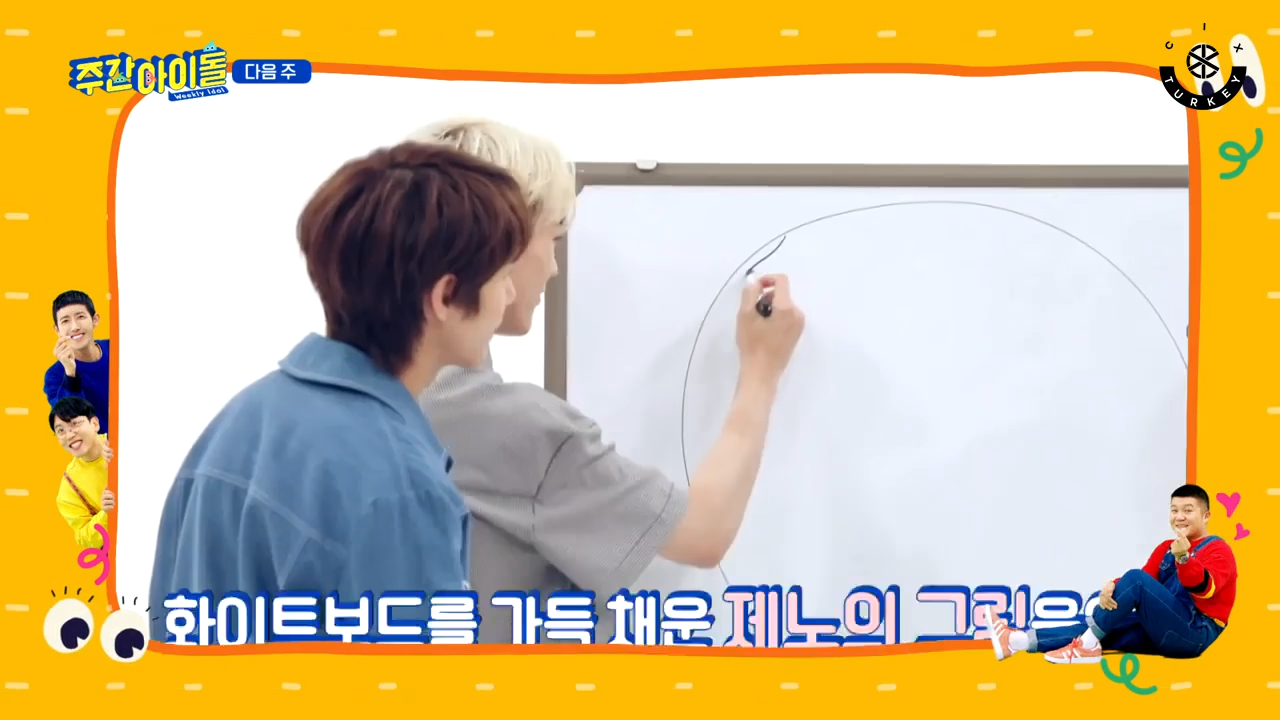 주간아이돌
Weekly Idol
다음 주
CIX
TURKEY
화이트보드를 가득 채운 제노의 그림은